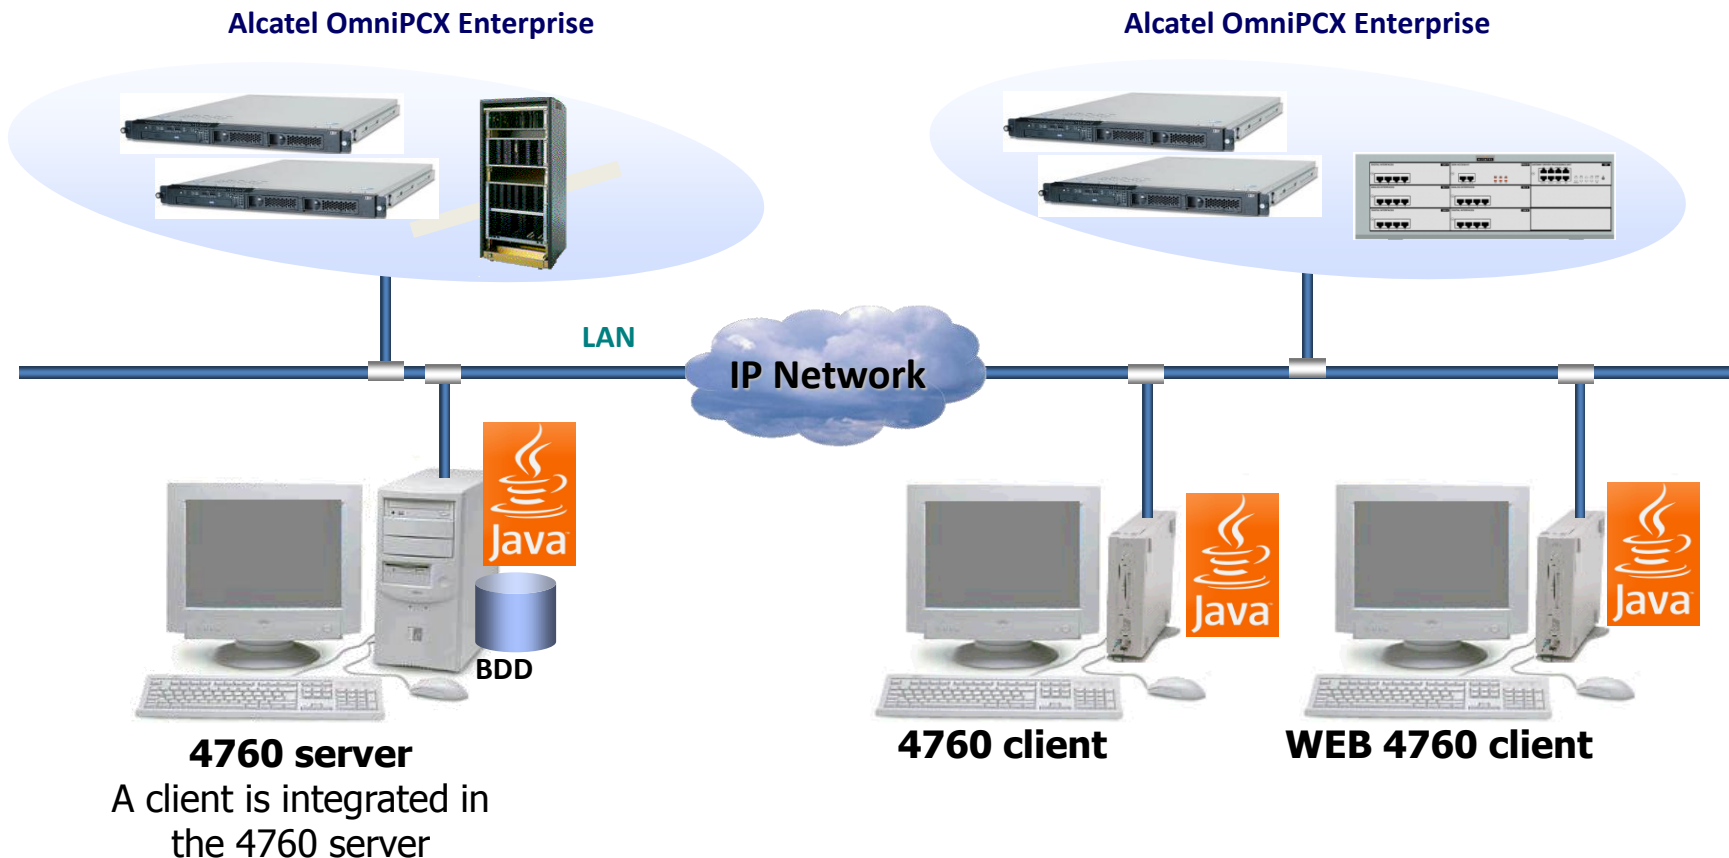 Alcatel OmniPCX Enterprise
Alcatel OmniPCX Enterprise
LAN
IP Network
Java
Java
Java
BDD
4760 server
A client is integrated in
the 4760 server
4760 client
WEB 4760 client